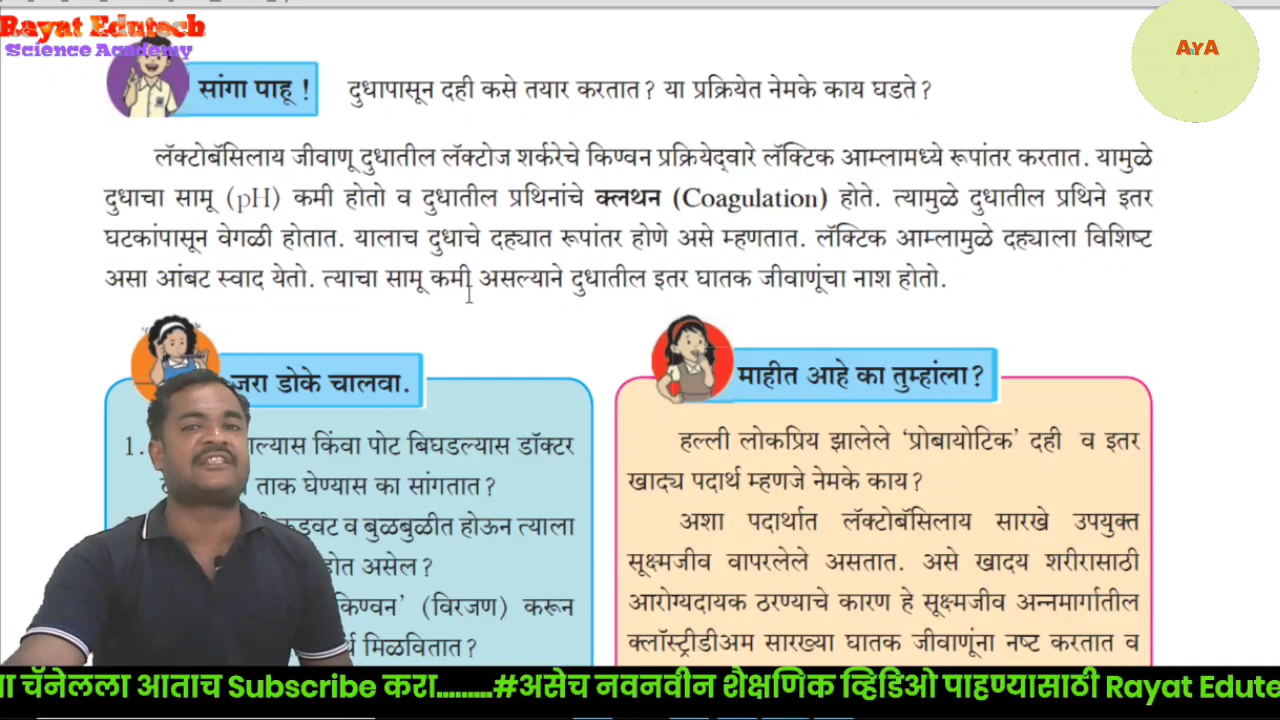 Rayat Edutech
Science Academy
AyA
सांगा पाहू !
दुधापासून दही कसे तयार करतात? या प्रक्रियेत नेमके काय घडते?
लॅक्टोबॅसिलाय जीवाणू दुधातील लॅक्टोज शर्करेचे किण्वन प्रक्रियेद्वारे लॅक्टिक आम्लामध्ये रूपांतर करतात. यामुळे
दुधाचा सामू (pH) कमी होतो व दुधातील प्रथिनांचे क्लथन (Coagulation) होते. त्यामुळे दुधातील प्रथिने इतर
घटकांपासून वेगळी होतात. यालाच दुधाचे दह्यात रूपांतर होणे असे म्हणतात. लॅक्टिक आम्लामुळे दह्याला विशिष्ट
असा आंबट स्वाद येतो. त्याचा सामू कमी असल्याने दुधातील इतर घातक जीवाणूंचा नाश होतो.
जरा डोके चालवा.
1. ाल्यास किंवा पोट बिघडल्यास डॉक्टर
ताक घेण्यास का सांगतात?
कडवट व बुळबुळीत होऊन त्याला
होत असेल?
किण्वन’ (विरजण) करून
मिळवितात?
माहीत आहे का तुम्हांला?
हल्ली लोकप्रिय झालेले ‘प्रोबायोटिक’ दही व इतर
खाद्य पदार्थ म्हणजे नेमके काय?
अशा पदार्थात लॅक्टोबॅसिलाय सारखे उपयुक्त
सूक्ष्मजीव वापरलेले असतात. असे खादय शरीरासाठी
आरोग्यदायक ठरण्याचे कारण हे सूक्ष्मजीव अन्नमार्गातील
क्लॉस्ट्रीडीअम सारख्या घातक जीवाणूंना नष्ट करतात व
ा चॅनेलला आताच Subscribe करा.........#असेच नवनवीन शैक्षणिक व्हिडिओ पाहण्यासाठी Rayat Edute